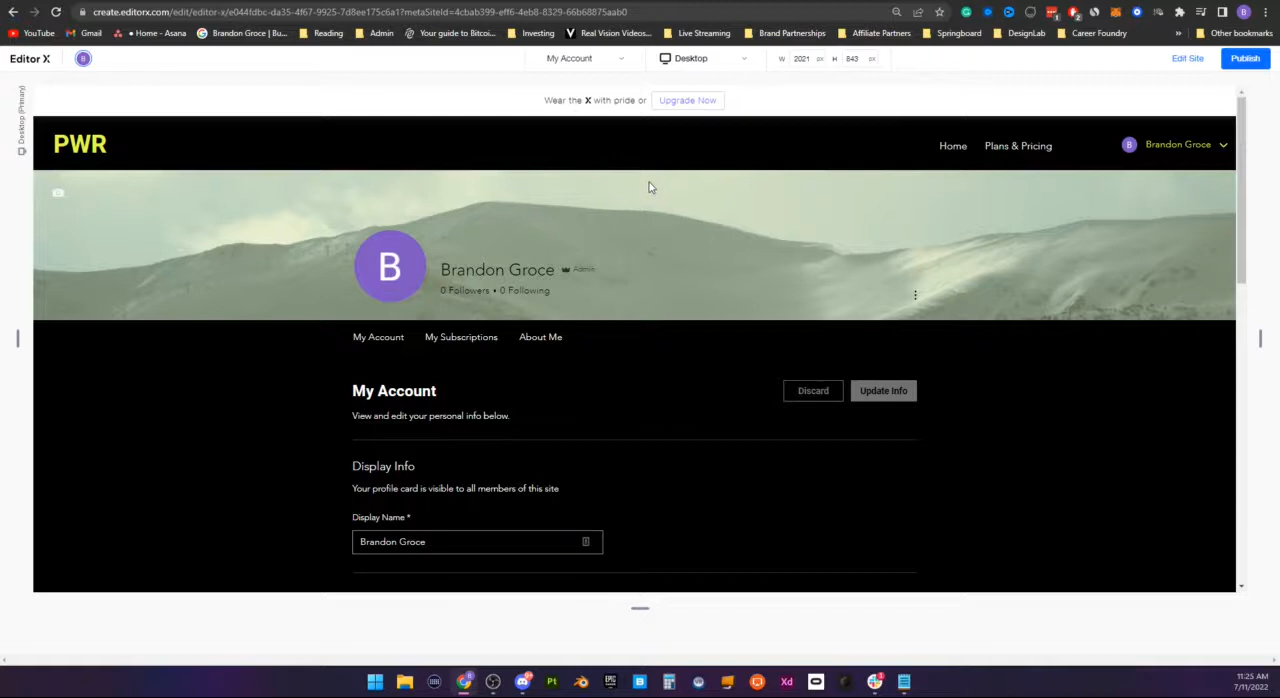 create.editorx.com/edit/editor-x/e044fdbc-da35-4f67-9925-7d8ee175c6a1?metaSiteId=4cbab399-eff6-4eb8-8329-66b68875aab0
YouTube Gmail • Home - Asana Brandon Groce | Bu... Reading Admin Your guide to Bitcoi... Investing Real Vision Videos... Live Streaming Brand Partnerships Affiliate Partners Springboard DesignLab Career Foundry » Other bookmarks
Editor X B My Account Desktop W 2021 px H 843 px Edit Site Publish
Desktop (Primary)
Wear the X with pride or Upgrade Now
PWR Home Plans & Pricing B Brandon Groce
B
Brandon Groce Admin
0 Followers • 0 Following
My Account My Subscriptions About Me
My Account Discard Update Info
View and edit your personal info below.
Display Info
Your profile card is visible to all members of this site
Display Name *
Brandon Groce
11:25 AM
7/11/2022